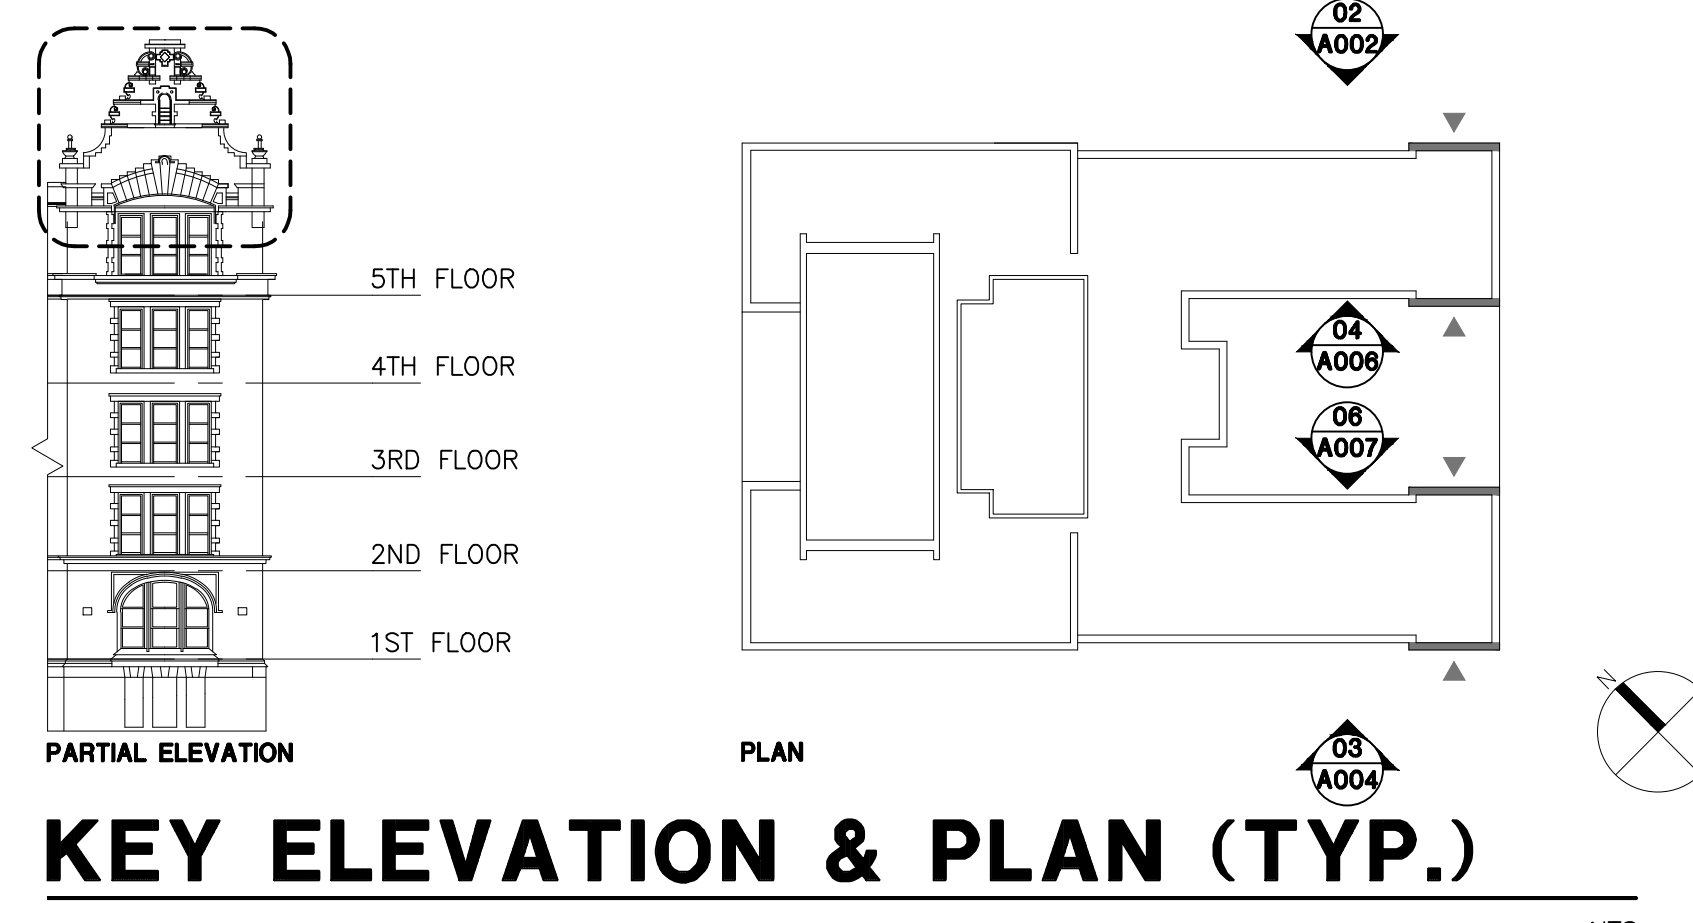 02
A002
5TH FLOOR
04
A006
4TH FLOOR
06
A007
3RD FLOOR
2ND FLOOR
1ST FLOOR
N
PARTIAL ELEVATION
PLAN
03
A004
KEY ELEVATION & PLAN (TYP.)